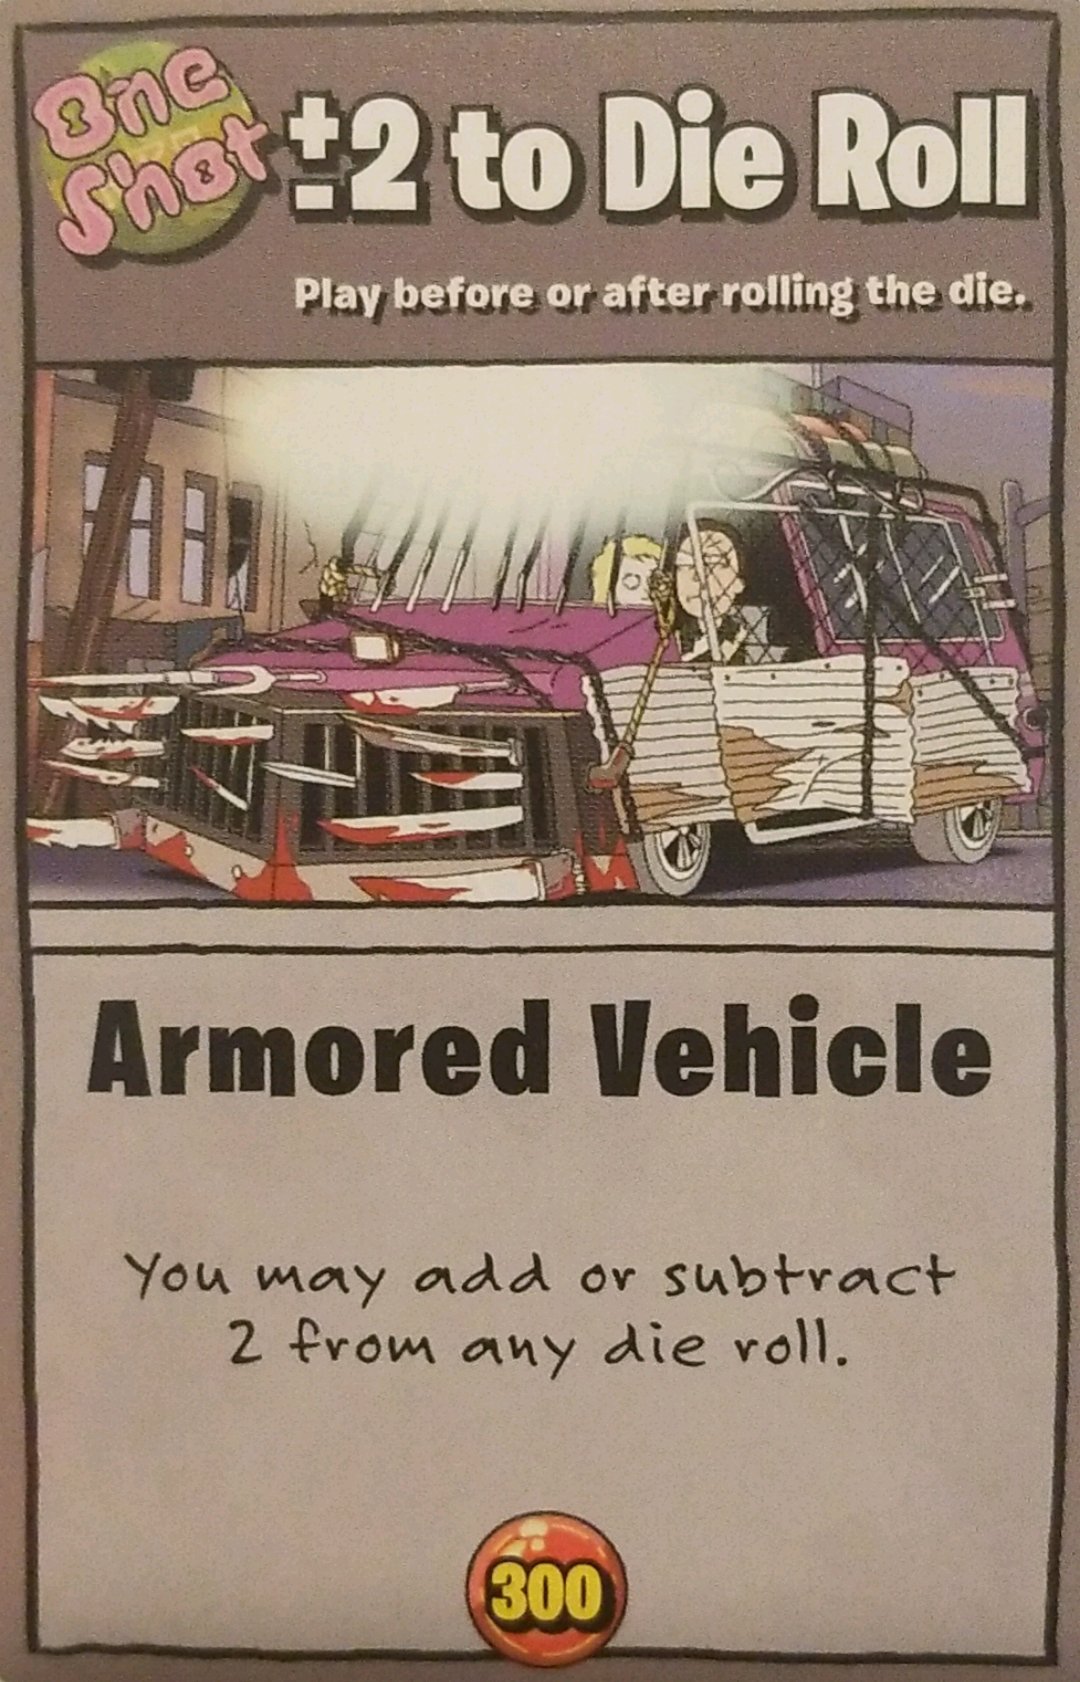 One
Shot
±2 to Die Roll
Play before or after rolling the die.
Armored Vehicle
You may add or subtract
2 from any die roll.
300